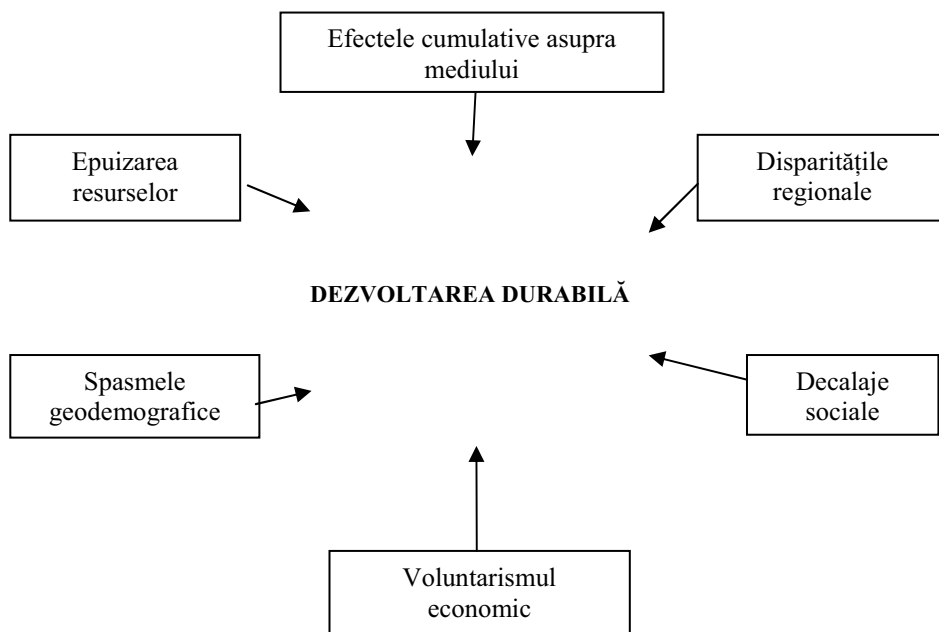 Efectele cumulative asupra
mediului
Epuizarea
resurselor
Disparitățile
regionale
DEZVOLTAREA DURABILĂ
Spasmele
geodemografice
Decalaje
sociale
Voluntarismul
economic